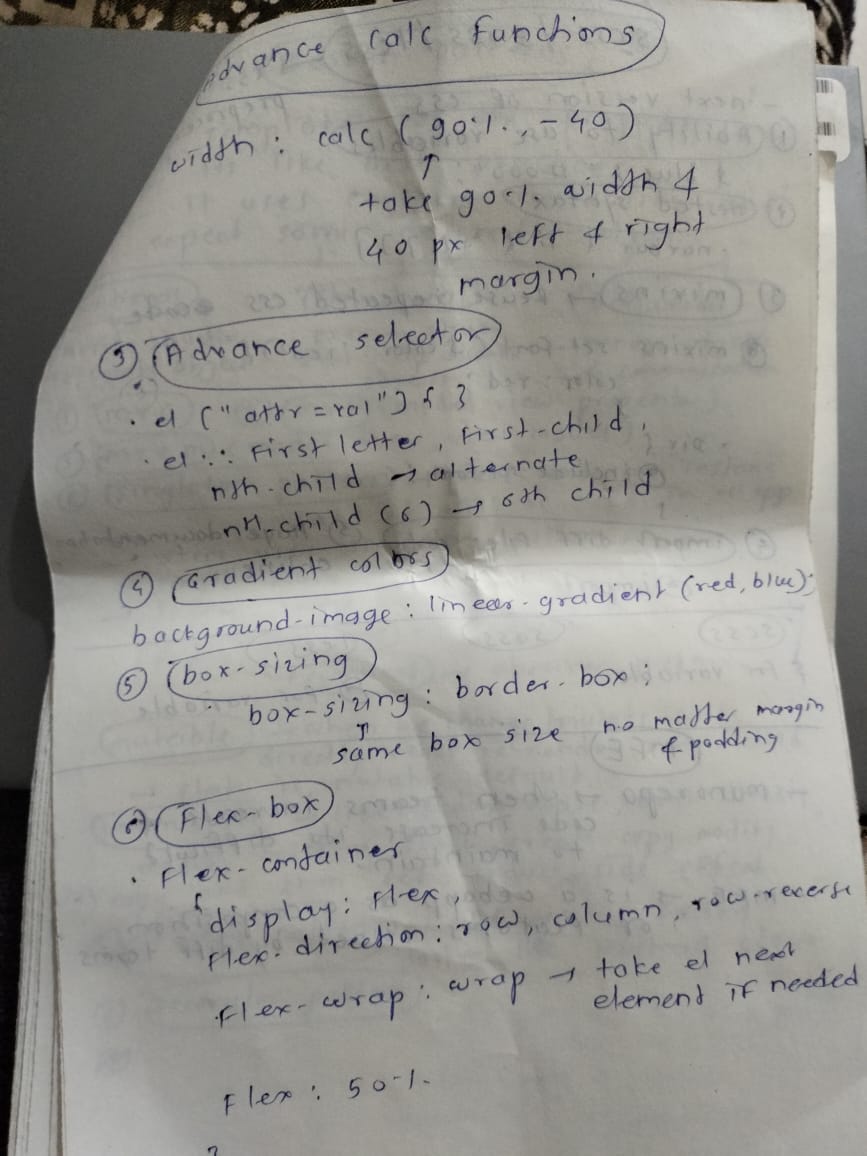 advance calc Functions
width : calc ( 90%, -40 )
↑
take 90% width &
40 px left & right
margin.
③ Advance selector
. el ("attr = val") { }
. el :: First letter, First-child,
nth-child → alternate
nth-child (6) → 6th child
④ Gradient colors
background-image : linear-gradient (red, blue);
⑤ box-sizing
box-sizing : border-box ;
↑
same box size no matter margin
& padding
⑥ Flex-box
. Flex-container
{ display : flex,
Flex-direction : row, column, row-reverse
Flex-wrap : wrap → take el next
element if needed
Flex : 50%
}